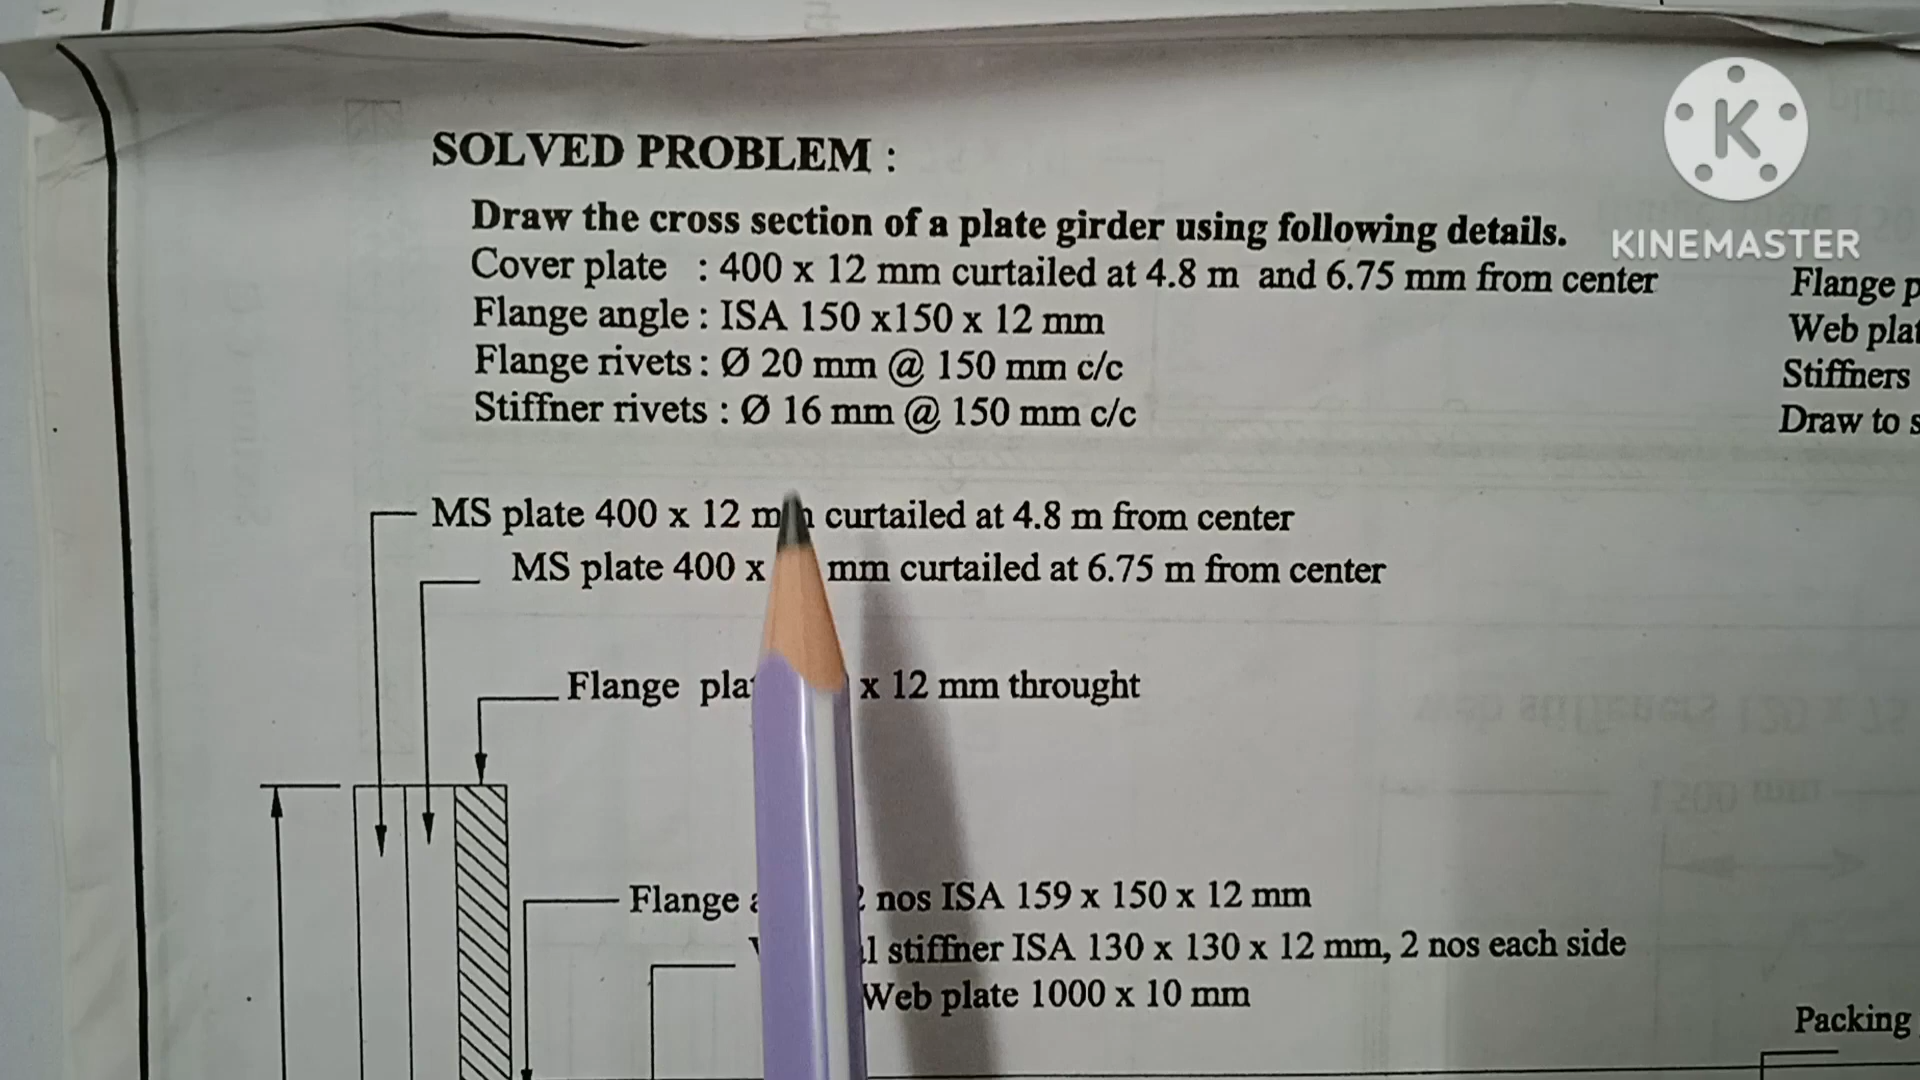 SOLVED PROBLEM :
Draw the cross section of a plate girder using following details.
Cover plate : 400 x 12 mm curtailed at 4.8 m and 6.75 mm from center
Flange angle : ISA 150 x150 x 12 mm
Flange rivets : Ø 20 mm @ 150 mm c/c
Stiffner rivets : Ø 16 mm @ 150 mm c/c
Flange p
Web plat
Stiffners
Draw to s
K
KINEMASTER
MS plate 400 x 12 mm curtailed at 4.8 m from center
MS plate 400 x mm curtailed at 6.75 m from center
Flange pla x 12 mm throught
Flange nos ISA 159 x 150 x 12 mm
stiffner ISA 130 x 130 x 12 mm, 2 nos each side
Web plate 1000 x 10 mm
Packing